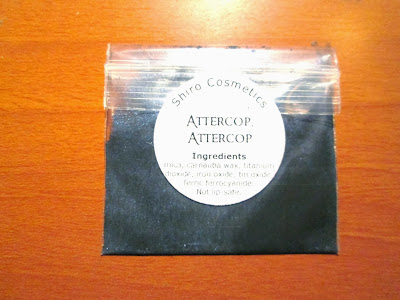 Shiro Cosmetics
ATTERCOP,
ATTERCOP
Ingredients
mica, carnauba wax, titanium
dioxide, iron oxide, tin oxide,
ferric ferrocyanide.
Not lip-safe.